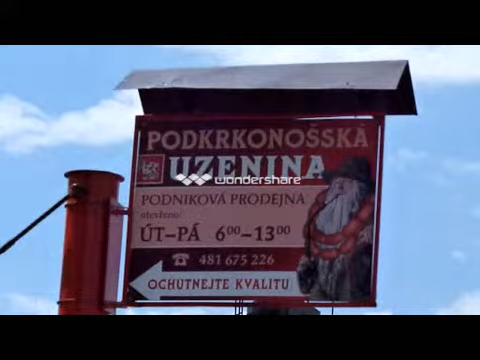 PODKRKONOŠSKÁ
UZENINA
wondershare
PODNIKOVÁ PRODEJNA
otevřeno:
ÚT–PÁ 6⁰⁰–13⁰⁰
☎ 481 675 226
OCHUTNEJTE KVALITU